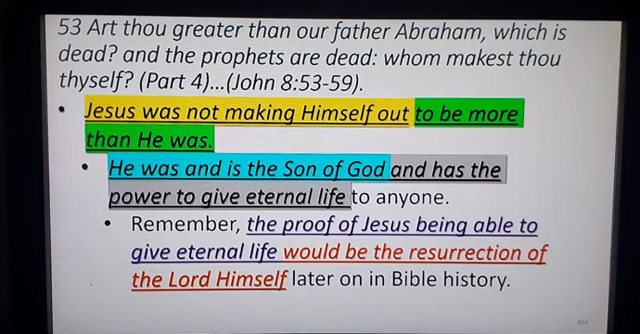 53 Art thou greater than our father Abraham, which is
dead? and the prophets are dead: whom makest thou
thyself? (Part 4)...(John 8:53-59).
• Jesus was not making Himself out to be more
than He was.
• He was and is the Son of God and has the
power to give eternal life to anyone.
• Remember, the proof of Jesus being able to
give eternal life would be the resurrection of
the Lord Himself later on in Bible history.